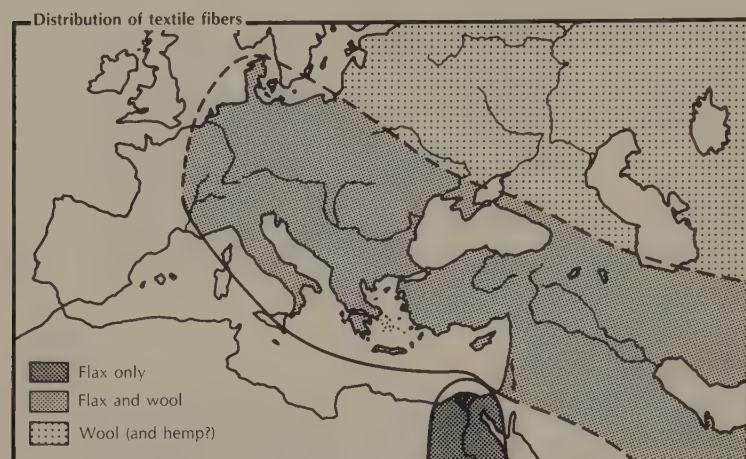 Distribution of textile fibers
Flax only
Flax and wool
Wool (and hemp?)